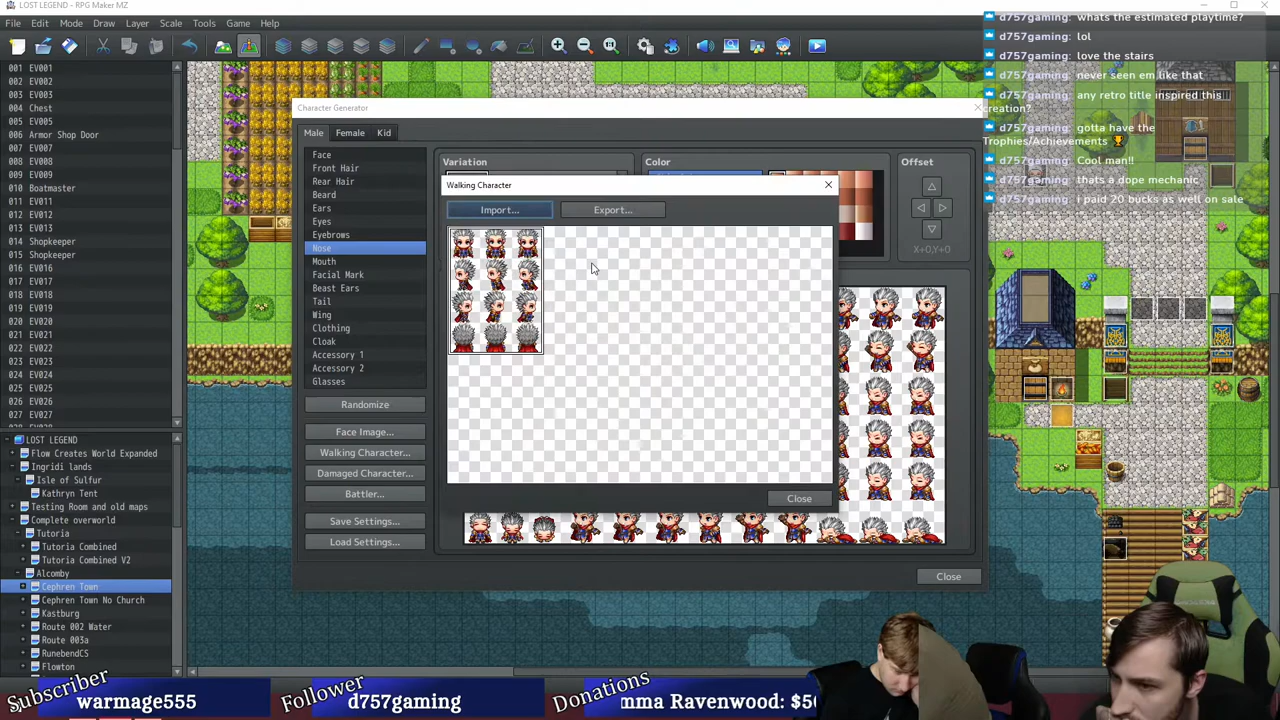 LOST LEGEND - RPG Maker MZ
File Edit Mode Draw Layer Scale Tools Game Help
d757gaming: whats the estimated playtime?
d757gaming: lol
d757gaming: love the stairs
d757gaming: never seen em like that
d757gaming: any retro title inspired this
creation?
d757gaming: gotta have the
Trophies/Achievements 🏆
d757gaming: Cool man!!
d757gaming: thats a dope mechanic
d757gaming: i paid 20 bucks as well on sale
001 EV001
002 EV002
003 EV003
004 Chest
005 EV005
006 Armor Shop Door
007 EV007
008 EV008
009 EV009
010 Boatmaster
011 EV011
012 EV012
013 EV013
014 Shopkeeper
015 Shopkeeper
016 EV016
017 EV017
018 EV018
019 EV019
020 EV020
021 EV021
022 EV022
023 EV023
024 EV024
025 EV025
026 EV026
027 EV027
LOST LEGEND
Flow Creates World Expanded
Ingridi lands
Isle of Sulfur
Kathryn Tent
Testing Room and old maps
Complete overworld
Tutoria
Tutoria Combined
Tutoria Combined V2
Alcomby
Cephren Town
Cephren Town No Church
Kastburg
Route 002 Water
Route 003a
RunebendCS
Flowton
Character Generator
Male Female Kid
Face
Front Hair
Rear Hair
Beard
Ears
Eyes
Eyebrows
Nose
Mouth
Facial Mark
Beast Ears
Tail
Wing
Clothing
Cloak
Accessory 1
Accessory 2
Glasses
Randomize
Face Image...
Walking Character...
Damaged Character...
Battler...
Save Settings...
Load Settings...
Variation
Color
Offset
X+0,Y+0
Walking Character
Import...
Export...
Close
Close
Subscriber
warmage555
Follower
d757gaming
Donations
mma Ravenwood: